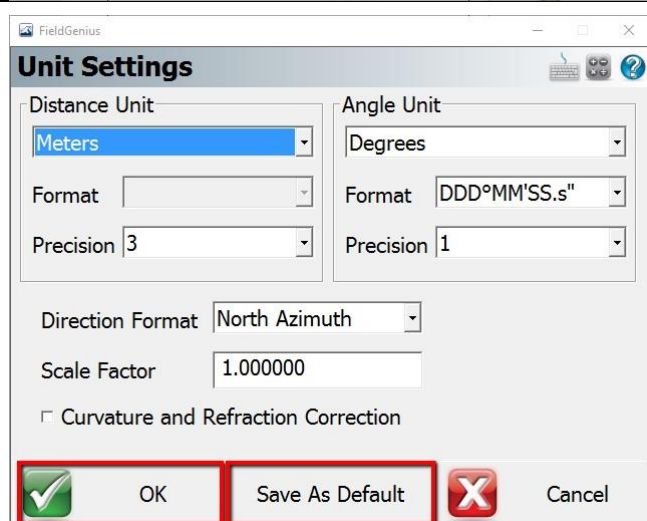 FieldGenius
Unit Settings
Distance Unit
Meters
Format
Precision 3
Angle Unit
Degrees
Format DDD°MM'SS.s"
Precision 1
Direction Format North Azimuth
Scale Factor 1.000000
Curvature and Refraction Correction
OK Save As Default Cancel